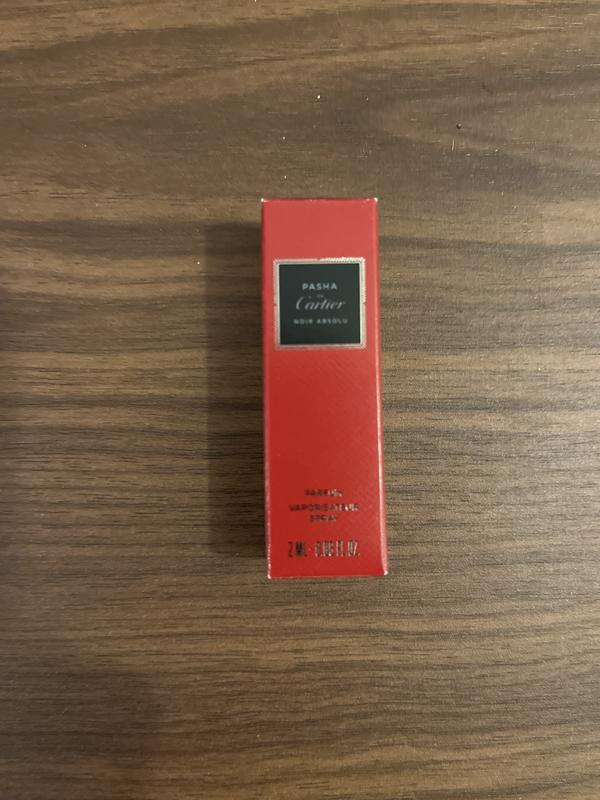 PASHA
DE
Cartier
NOIR ABSOLU
PARFUM
VAPORISATEUR
SPRAY
2 ML - 0.06 FL.OZ.